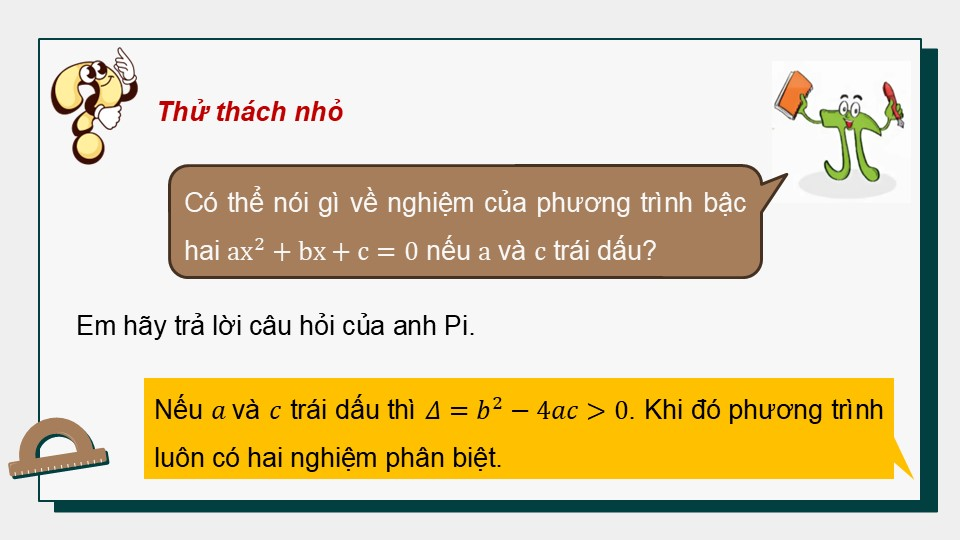 Thử thách nhỏ
Có thể nói gì về nghiệm của phương trình bậc
hai ax² + bx + c = 0 nếu a và c trái dấu?
Em hãy trả lời câu hỏi của anh Pi.
Nếu 𝑎 và 𝑐 trái dấu thì 𝛥 = 𝑏² − 4𝑎𝑐 > 0. Khi đó phương trình
luôn có hai nghiệm phân biệt.